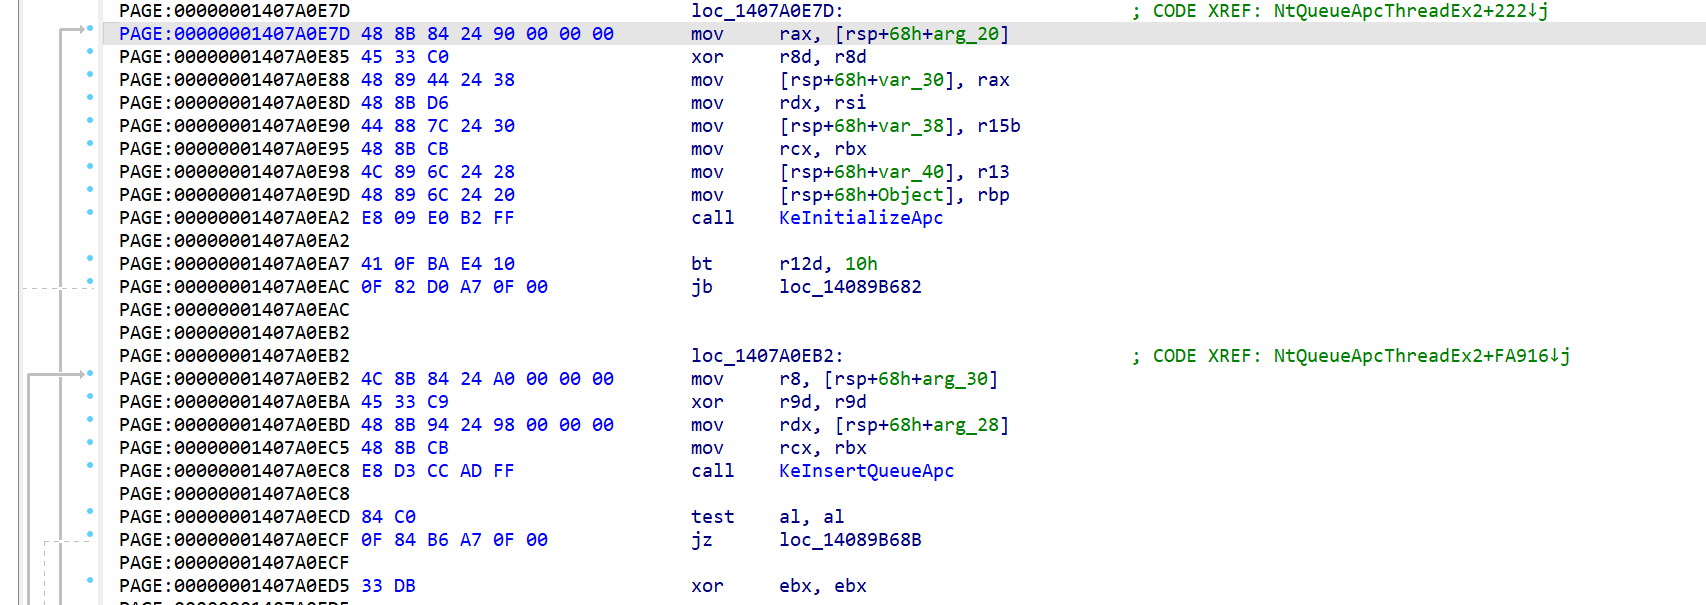 PAGE:00000001407A0E7D loc_1407A0E7D: ; CODE XREF: NtQueueApcThreadEx2+222↓j
PAGE:00000001407A0E7D 48 8B 84 24 90 00 00 00 mov rax, [rsp+68h+arg_20]
PAGE:00000001407A0E85 45 33 C0 xor r8d, r8d
PAGE:00000001407A0E88 48 89 44 24 38 mov [rsp+68h+var_30], rax
PAGE:00000001407A0E8D 48 8B D6 mov rdx, rsi
PAGE:00000001407A0E90 44 88 7C 24 30 mov [rsp+68h+var_38], r15b
PAGE:00000001407A0E95 48 8B CB mov rcx, rbx
PAGE:00000001407A0E98 4C 89 6C 24 28 mov [rsp+68h+var_40], r13
PAGE:00000001407A0E9D 48 89 6C 24 20 mov [rsp+68h+Object], rbp
PAGE:00000001407A0EA2 E8 09 E0 B2 FF call KeInitializeApc
PAGE:00000001407A0EA2
PAGE:00000001407A0EA7 41 0F BA E4 10 bt r12d, 10h
PAGE:00000001407A0EAC 0F 82 D0 A7 0F 00 jb loc_14089B682
PAGE:00000001407A0EAC
PAGE:00000001407A0EB2
PAGE:00000001407A0EB2 loc_1407A0EB2: ; CODE XREF: NtQueueApcThreadEx2+FA916↓j
PAGE:00000001407A0EB2 4C 8B 84 24 A0 00 00 00 mov r8, [rsp+68h+arg_30]
PAGE:00000001407A0EBA 45 33 C9 xor r9d, r9d
PAGE:00000001407A0EBD 48 8B 94 24 98 00 00 00 mov rdx, [rsp+68h+arg_28]
PAGE:00000001407A0EC5 48 8B CB mov rcx, rbx
PAGE:00000001407A0EC8 E8 D3 CC AD FF call KeInsertQueueApc
PAGE:00000001407A0EC8
PAGE:00000001407A0ECD 84 C0 test al, al
PAGE:00000001407A0ECF 0F 84 B6 A7 0F 00 jz loc_14089B68B
PAGE:00000001407A0ECF
PAGE:00000001407A0ED5 33 DB xor ebx, ebx